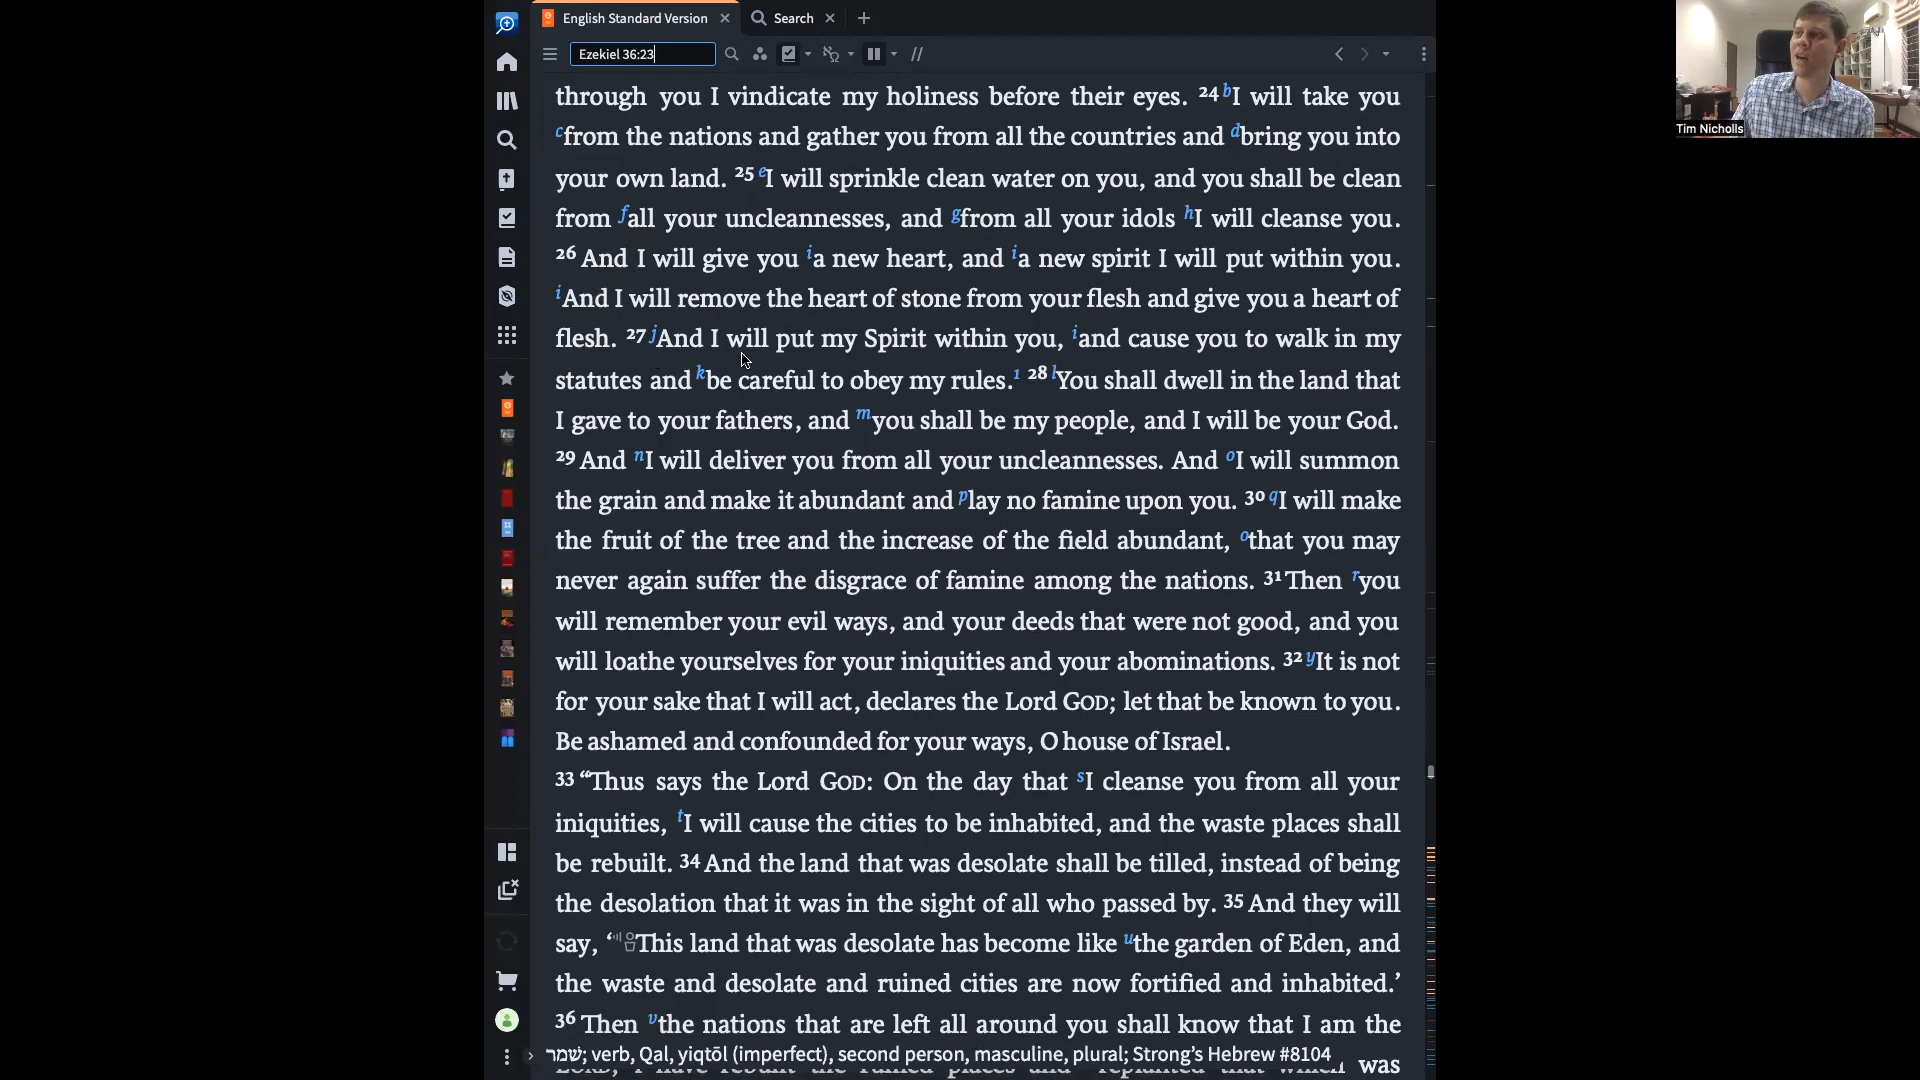 English Standard Version
Search
Ezekiel 36:23
Tim Nicholls
through you I vindicate my holiness before their eyes. 24 b I will take you
c from the nations and gather you from all the countries and d bring you into
your own land. 25 e I will sprinkle clean water on you, and you shall be clean
from f all your uncleannesses, and g from all your idols h I will cleanse you.
26 And I will give you i a new heart, and i a new spirit I will put within you.
i And I will remove the heart of stone from your flesh and give you a heart of
flesh. 27 j And I will put my Spirit within you, i and cause you to walk in my
statutes and k be careful to obey my rules.1 28 l You shall dwell in the land that
I gave to your fathers, and m you shall be my people, and I will be your God.
29 And n I will deliver you from all your uncleannesses. And o I will summon
the grain and make it abundant and p lay no famine upon you. 30 q I will make
the fruit of the tree and the increase of the field abundant, o that you may
never again suffer the disgrace of famine among the nations. 31 Then r you
will remember your evil ways, and your deeds that were not good, and you
will loathe yourselves for your iniquities and your abominations. 32 y It is not
for your sake that I will act, declares the Lord GOD; let that be known to you.
Be ashamed and confounded for your ways, O house of Israel.
33 “Thus says the Lord GOD: On the day that s I cleanse you from all your
iniquities, t I will cause the cities to be inhabited, and the waste places shall
be rebuilt. 34 And the land that was desolate shall be tilled, instead of being
the desolation that it was in the sight of all who passed by. 35 And they will
say, ‘This land that was desolate has become like u the garden of Eden, and
the waste and desolate and ruined cities are now fortified and inhabited.’
36 Then v the nations that are left all around you shall know that I am the
שׁמר; verb, Qal, yiqtōl (imperfect), second person, masculine, plural; Strong’s Hebrew #8104
was